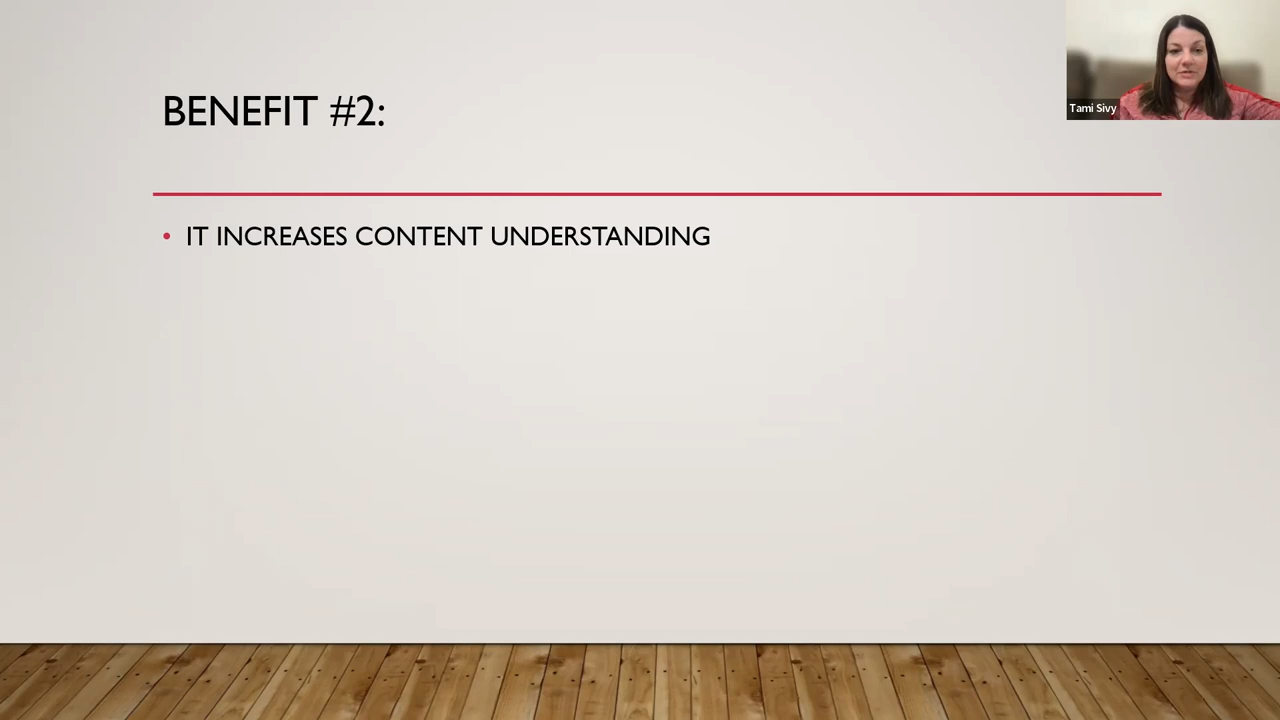 BENEFIT #2:
• IT INCREASES CONTENT UNDERSTANDING
Tami Sivy